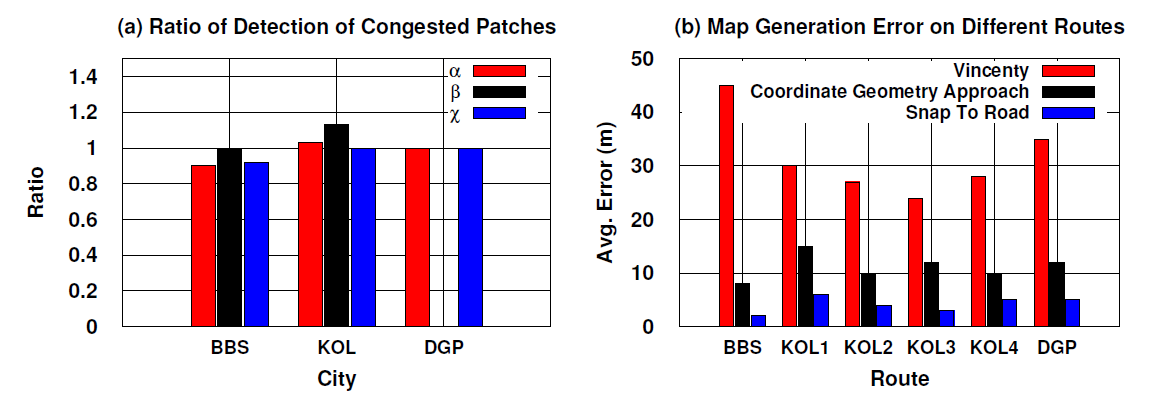 (a) Ratio of Detection of Congested Patches
1.4
1.2
1
0.8
0.6
0.4
0.2
0
Ratio
α
β
χ
BBS KOL DGP
City
(b) Map Generation Error on Different Routes
50
40
30
20
10
0
Avg. Error (m)
Vincenty
Coordinate Geometry Approach
Snap To Road
BBS KOL1 KOL2 KOL3 KOL4 DGP
Route